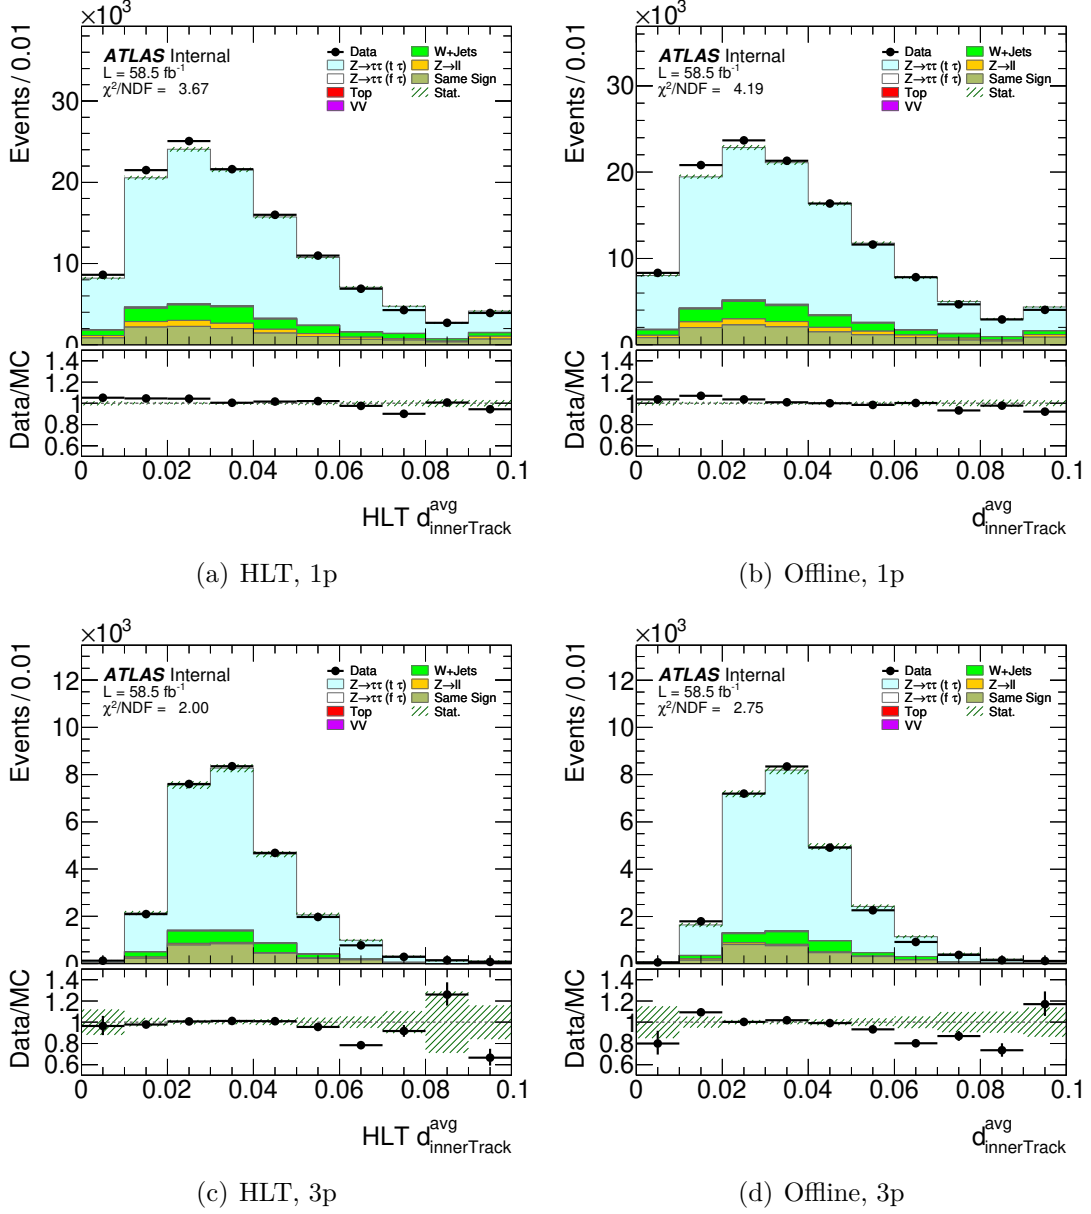 ×10³
Events / 0.01
ATLAS Internal
L = 58.5 fb⁻¹
χ²/NDF = 3.67
Data
Z→ττ (t τ)
Z→ττ (f τ)
Top
VV
W+Jets
Z→ll
Same Sign
Stat.
30
20
10
0
Data/MC
1.4
1.2
1
0.8
0.6
0 0.02 0.04 0.06 0.08 0.1
HLT d^avg_innerTrack
(a) HLT, 1p
×10³
Events / 0.01
ATLAS Internal
L = 58.5 fb⁻¹
χ²/NDF = 4.19
Data
Z→ττ (t τ)
Z→ττ (f τ)
Top
VV
W+Jets
Z→ll
Same Sign
Stat.
30
20
10
0
Data/MC
1.4
1.2
1
0.8
0.6
0 0.02 0.04 0.06 0.08 0.1
d^avg_innerTrack
(b) Offline, 1p
×10³
Events / 0.01
ATLAS Internal
L = 58.5 fb⁻¹
χ²/NDF = 2.00
Data
Z→ττ (t τ)
Z→ττ (f τ)
Top
VV
W+Jets
Z→ll
Same Sign
Stat.
12
10
8
6
4
2
0
Data/MC
1.4
1.2
1
0.8
0.6
0 0.02 0.04 0.06 0.08 0.1
HLT d^avg_innerTrack
(c) HLT, 3p
×10³
Events / 0.01
ATLAS Internal
L = 58.5 fb⁻¹
χ²/NDF = 2.75
Data
Z→ττ (t τ)
Z→ττ (f τ)
Top
VV
W+Jets
Z→ll
Same Sign
Stat.
12
10
8
6
4
2
0
Data/MC
1.4
1.2
1
0.8
0.6
0 0.02 0.04 0.06 0.08 0.1
d^avg_innerTrack
(d) Offline, 3p